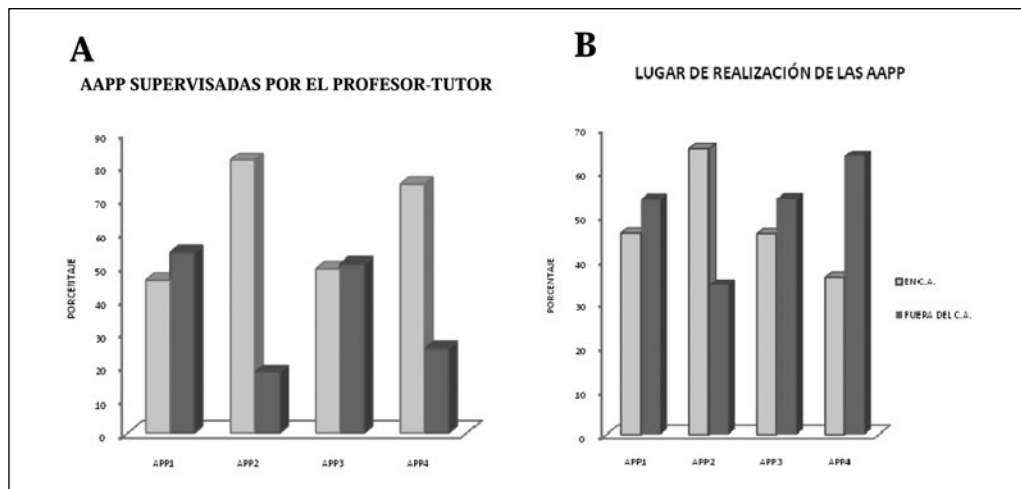 A
AAPP SUPERVISADAS POR EL PROFESOR-TUTOR
90
80
70
60
50
40
30
20
10
0
PORCENTAJE
APP1 APP2 APP3 APP4
B
LUGAR DE REALIZACIÓN DE LAS AAPP
70
60
50
40
30
20
10
0
PORCENTAJE
APP1 APP2 APP3 APP4
EN C.A.
FUERA DEL C.A.